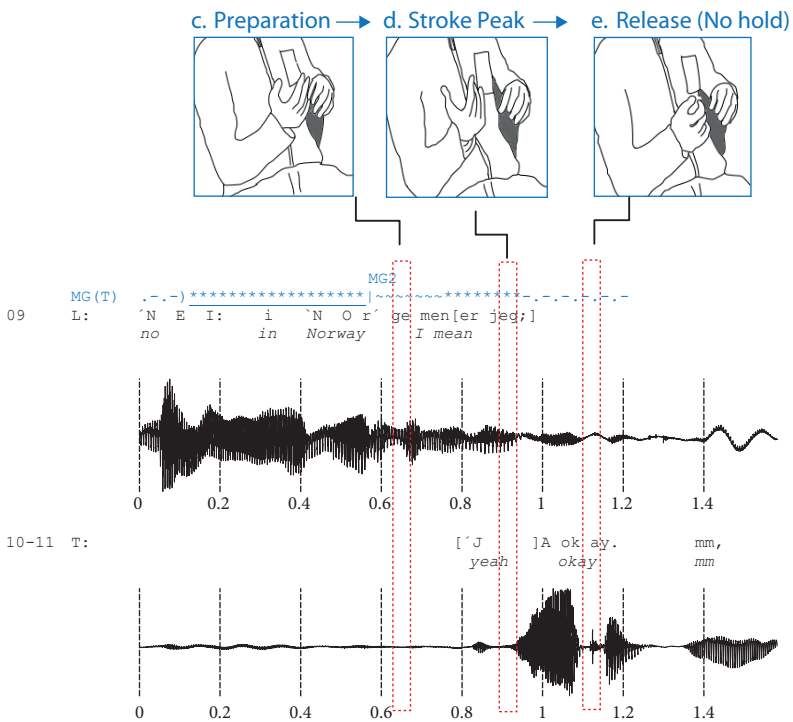 c. Preparation → d. Stroke Peak → e. Release (No hold)
MG2
MG(T) .-.-)******************|~~~~~~~********-.-.-.-.-.-
09 L: ´N E I: i `N O r´ ge men[er jeg;]
no in Norway I mean
0 0.2 0.4 0.6 0.8 1 1.2 1.4
10-11 T: [´J ]A ok ay. mm,
yeah okay mm
0 0.2 0.4 0.6 0.8 1 1.2 1.4